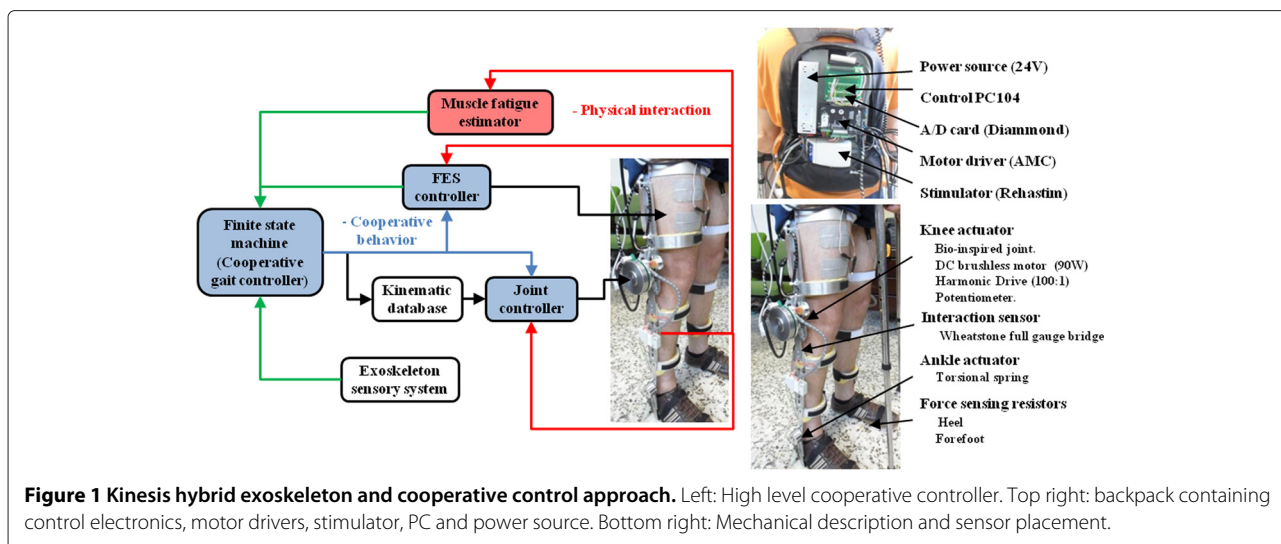 Muscle fatigue
estimator
- Physical interaction
FES
controller
Finite state
machine
(Cooperative
gait controller)
- Cooperative
behavior
Kinematic
database
Joint
controller
Exoskeleton
sensory system
Power source (24V)
Control PC104
A/D card (Diammond)
Motor driver (AMC)
Stimulator (Rehastim)
Knee actuator
Bio-inspired joint.
DC brushless motor (90W)
Harmonic Drive (100:1)
Potentiometer.
Interaction sensor
Wheatstone full gauge bridge
Ankle actuator
Torsional spring
Force sensing resistors
Heel
Forefoot
Figure 1 Kinesis hybrid exoskeleton and cooperative control approach. Left: High level cooperative controller. Top right: backpack containing
control electronics, motor drivers, stimulator, PC and power source. Bottom right: Mechanical description and sensor placement.